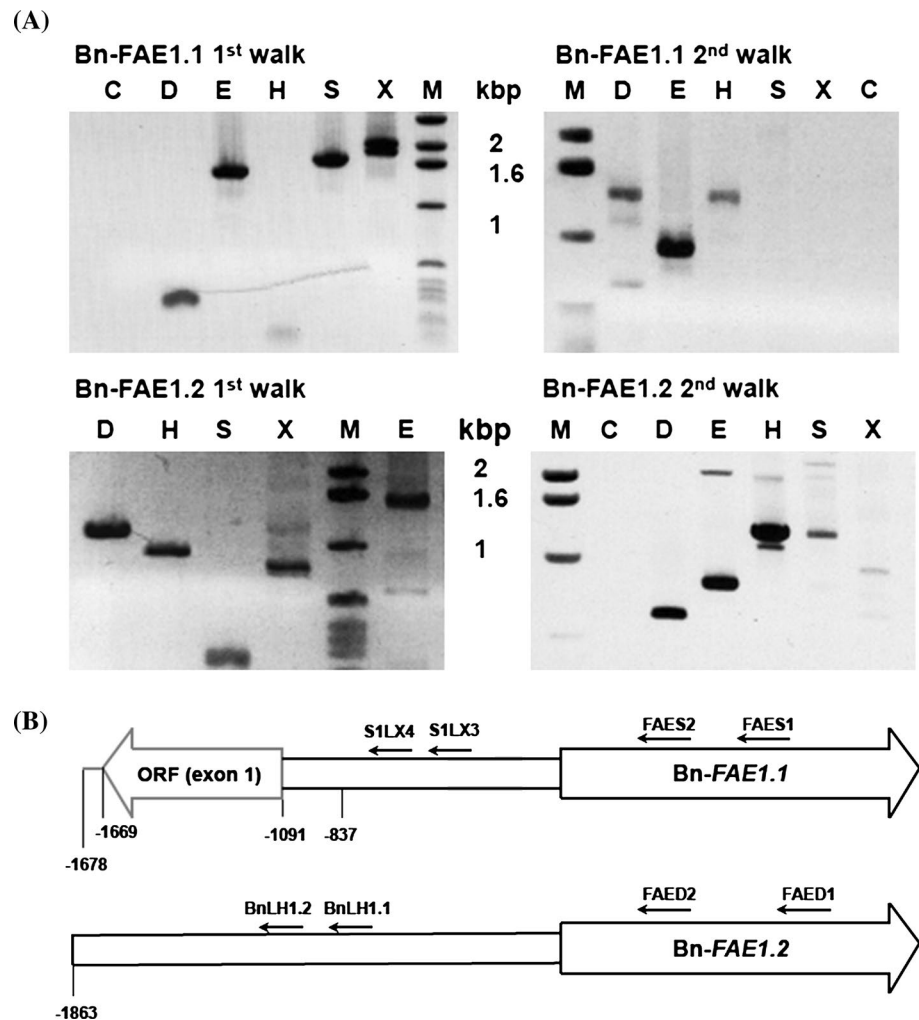 (A)
Bn-FAE1.1 1st walk
Bn-FAE1.1 2nd walk
C D E H S X M kbp M D E H S X C
2
1.6
1
Bn-FAE1.2 1st walk
Bn-FAE1.2 2nd walk
D H S X M E kbp M C D E H S X
2
1.6
1
(B)
S1LX4 S1LX3 FAES2 FAES1
ORF (exon 1) Bn-FAE1.1
-1669 -1091 -837
-1678
BnLH1.2 BnLH1.1 FAED2 FAED1
Bn-FAE1.2
-1863